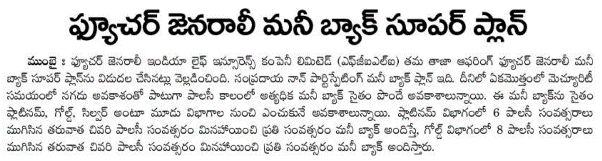 ఫ్యూచర్ జెనరాలీ మనీ బ్యాక్ సూపర్ ప్లాన్
ముంబై : ఫ్యూచర్ జెనరాలీ ఇండియా లైఫ్ ఇన్సూరెన్స్ కంపెనీ లిమిటెడ్ (ఎఫ్‌జీఐఎల్ఐ) తమ తాజా ఆఫరింగ్ ఫ్యూచర్ జెనరాలీ మనీ
బ్యాక్ సూపర్ ప్లాన్‌ను విడుదల చేసినట్లు వెల్లడించింది. సంప్రదాయ నాన్ పార్టిస్పేటింగ్ మనీ బ్యాక్ ప్లాన్ ఇది. దీనిలో ఏకమొత్తంలో మెచ్యూరిటీ
సమయంలో నగదు అవకాశంతో పాటుగా పాలసీ కాలంలో అత్యధిక మనీ బ్యాక్ సైతం పొందే అవకాశాలున్నాయి. ఈ మనీ బ్యాక్‌ను సైతం
ప్లాటినమ్, గోల్డ్, సిల్వర్ అంటూ మూడు విభాగాల నుంచి ఎంచుకునే అవకాశాలున్నాయి. ప్లాటినమ్ విభాగంలో 6 పాలసీ సంవత్సరాలు
ముగిసిన తరువాత చివరి పాలసీ సంవత్సరం మినహాయించి ప్రతి సంవత్సరం మనీ బ్యాక్ అందిస్తే, గోల్డ్ విభాగంలో 8 పాలసీ సంవత్సరాలు
ముగిసిన తరువాత చివరి పాలసీ సంవత్సరం మినహాయించి ప్రతి సంవత్సరం మనీ బ్యాక్ అందిస్తారు.